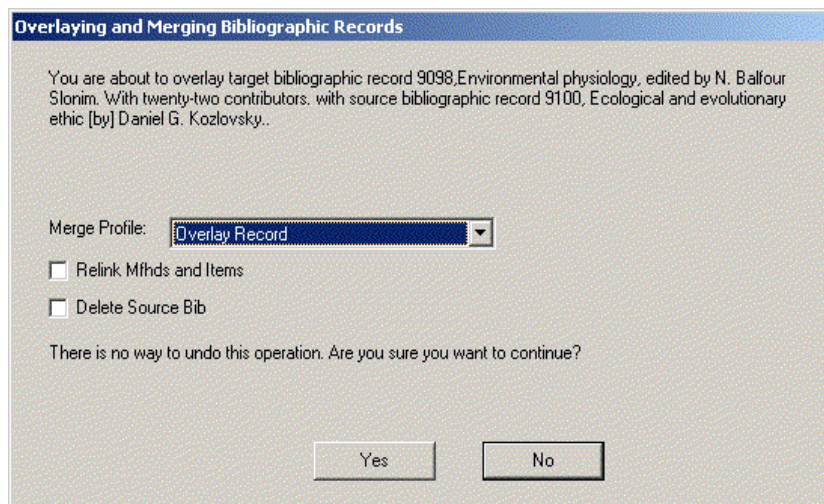 Overlaying and Merging Bibliographic Records
You are about to overlay target bibliographic record 9098,Environmental physiology, edited by N. Balfour
Slonim. With twenty-two contributors. with source bibliographic record 9100, Ecological and evolutionary
ethic [by] Daniel G. Kozlovsky..
Merge Profile: Overlay Record
Relink Mfhds and Items
Delete Source Bib
There is no way to undo this operation. Are you sure you want to continue?
Yes No